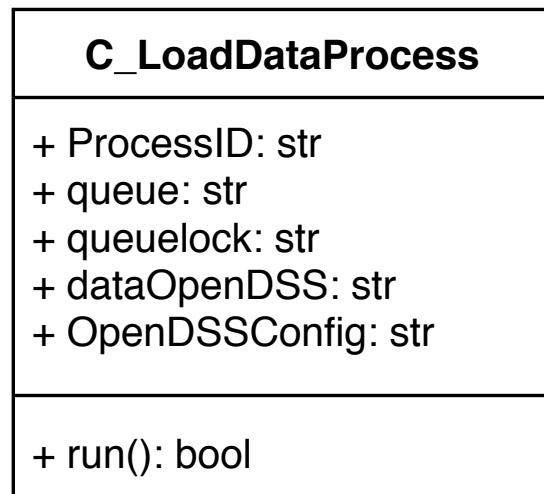 C_LoadDataProcess
+ ProcessID: str
+ queue: str
+ queuelock: str
+ dataOpenDSS: str
+ OpenDSSConfig: str
+ run(): bool